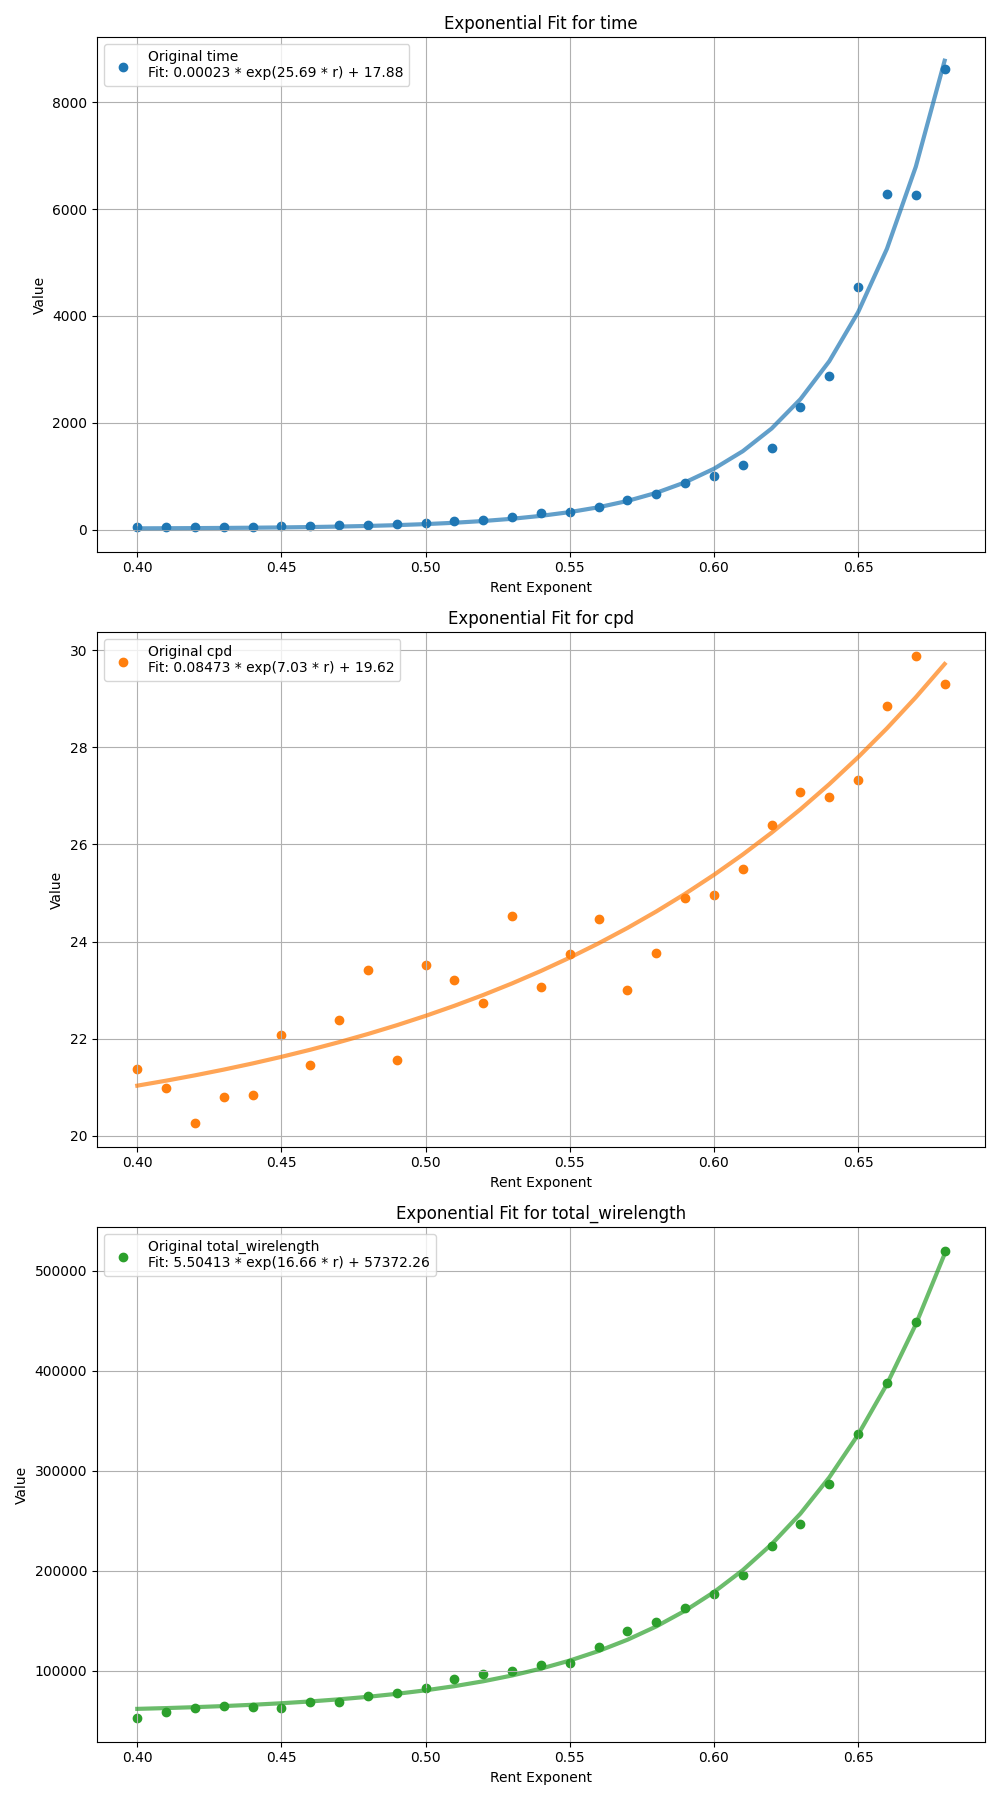 Exponential Fit for time
Original time
Fit: 0.00023 * exp(25.69 * r) + 17.88
8000
6000
4000
2000
0
Value
0.40 0.45 0.50 0.55 0.60 0.65
Rent Exponent
Exponential Fit for cpd
Original cpd
Fit: 0.08473 * exp(7.03 * r) + 19.62
30
28
26
24
22
20
Value
0.40 0.45 0.50 0.55 0.60 0.65
Rent Exponent
Exponential Fit for total_wirelength
Original total_wirelength
Fit: 5.50413 * exp(16.66 * r) + 57372.26
500000
400000
300000
200000
100000
Value
0.40 0.45 0.50 0.55 0.60 0.65
Rent Exponent